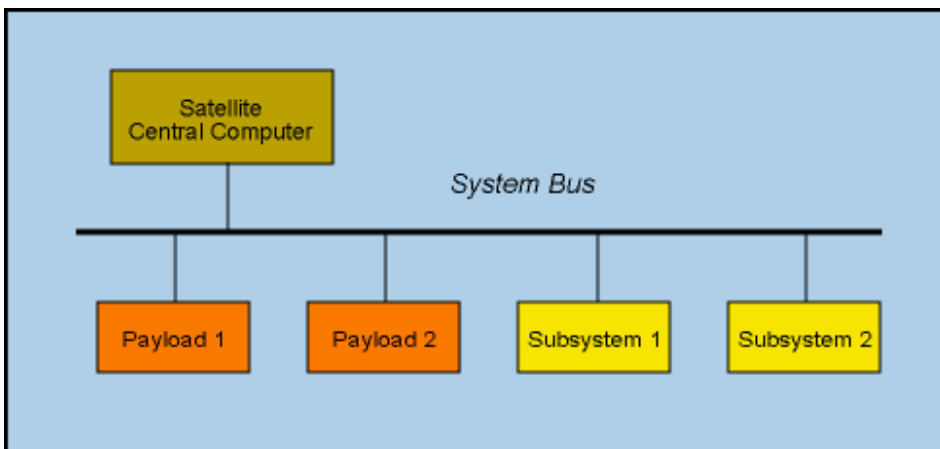 Satellite
Central Computer
System Bus
Payload 1
Payload 2
Subsystem 1
Subsystem 2